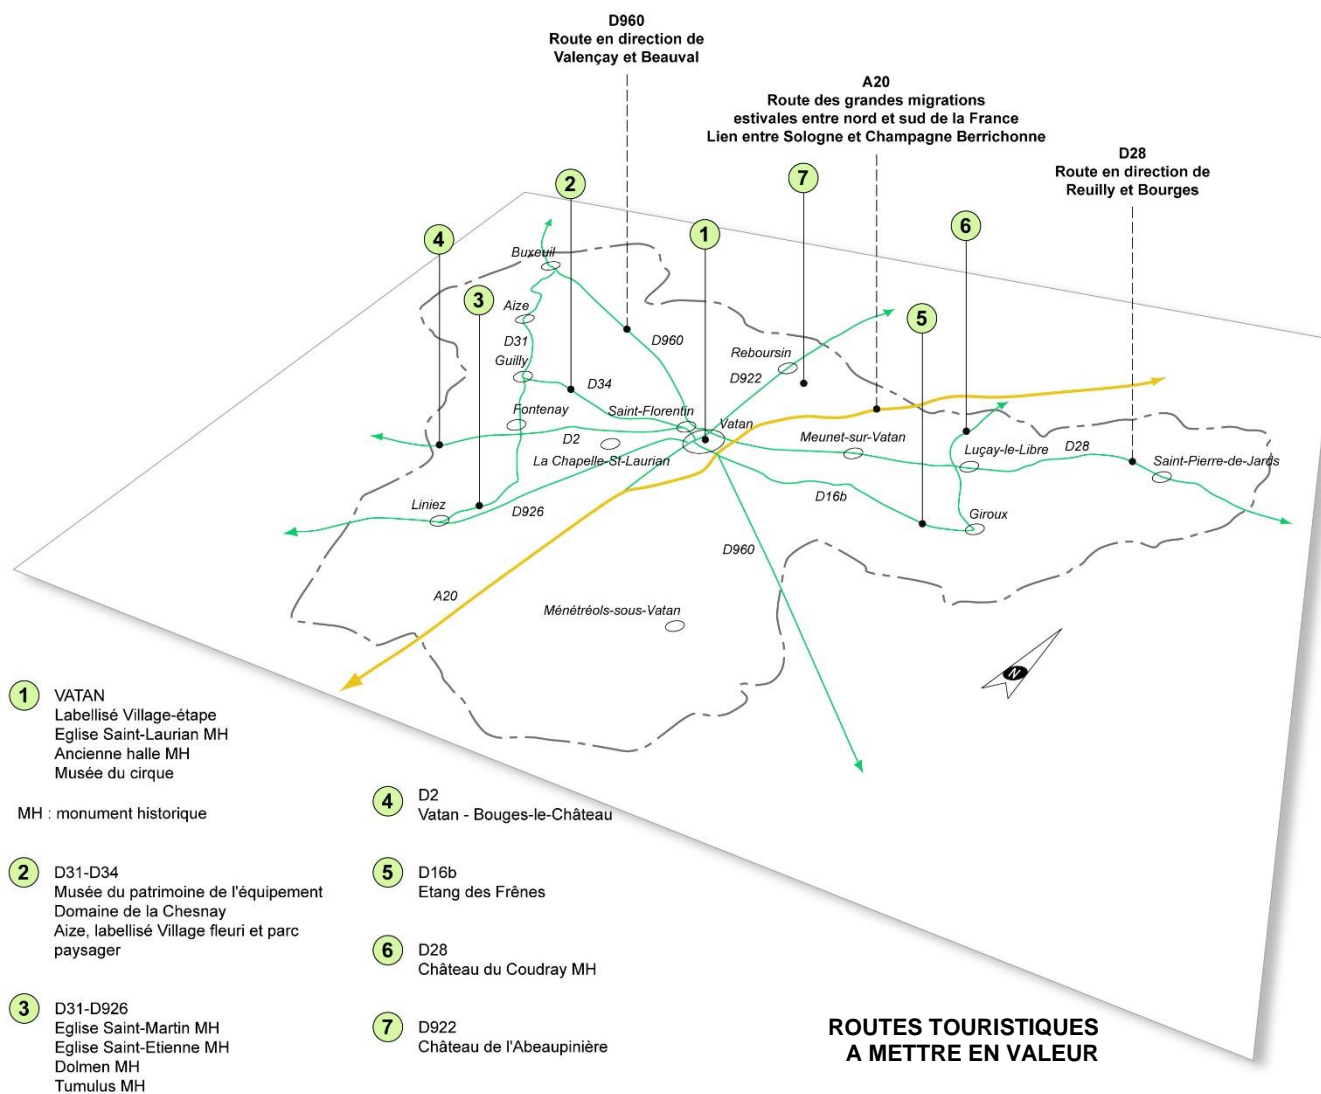 D960
Route en direction de
Valençay et Beauval
A20
Route des grandes migrations
estivales entre nord et sud de la France
Lien entre Sologne et Champagne Berrichonne
D28
Route en direction de
Reuilly et Bourges
2
7
4
1
6
3
5
Buxeuil
Aize
D31
D960
Reboursin
Guilly
D34
D922
Fontenay
Saint-Florentin
Vatan
D2
Meunet-sur-Vatan
Luçay-le-Libre
D28
La Chapelle-St-Laurian
Saint-Pierre-de-Jards
Liniez
D926
D16b
Giroux
D960
A20
Ménétréols-sous-Vatan
N
1 VATAN
Labellisé Village-étape
Eglise Saint-Laurian MH
Ancienne halle MH
Musée du cirque
MH : monument historique
2 D31-D34
Musée du patrimoine de l'équipement
Domaine de la Chesnay
Aize, labellisé Village fleuri et parc
paysager
3 D31-D926
Eglise Saint-Martin MH
Eglise Saint-Etienne MH
Dolmen MH
Tumulus MH
4 D2
Vatan - Bouges-le-Château
5 D16b
Etang des Frênes
6 D28
Château du Coudray MH
7 D922
Château de l'Abeaupinière
ROUTES TOURISTIQUES
A METTRE EN VALEUR